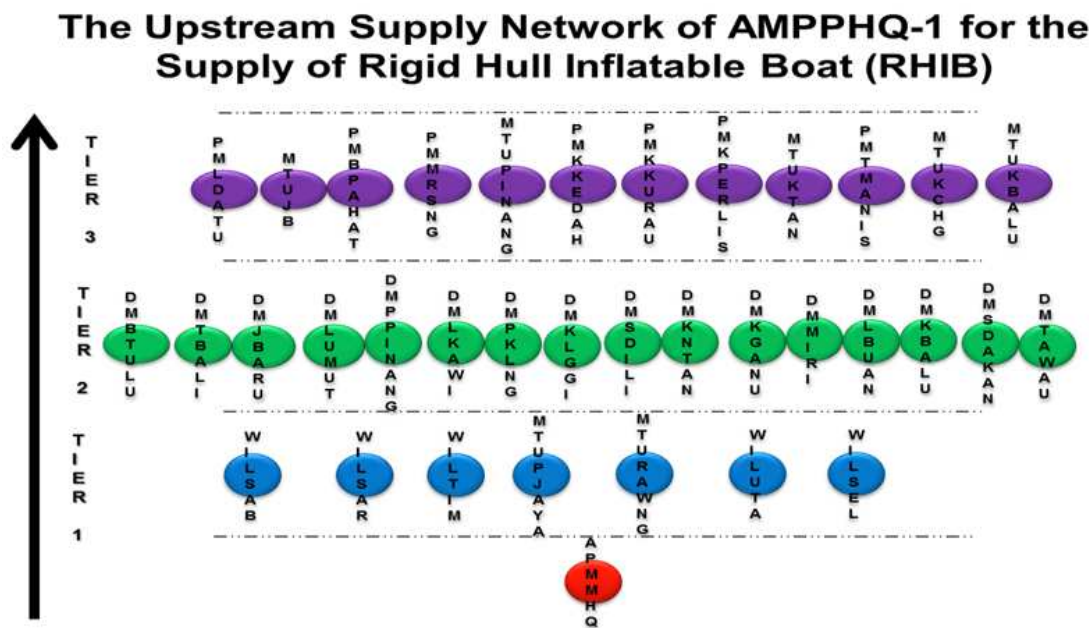 The Upstream Supply Network of AMPPHQ-1 for the
Supply of Rigid Hull Inflatable Boat (RHIB)
TIER 3
PMLDATU
MTUJB
PMBPAHAT
PMMRSNG
MTUPINANG
PMKKEDAH
PMKKURAU
PMKPERLIS
MTUKTAN
PMTMANIS
MTUKCHG
MTUKBALU
TIER 2
DMBTULU
DMTBALI
DMJBARU
DMLUMUT
DMPPINANG
DMLKAWI
DMPKLNG
DMKLGGI
DMSDILI
DMKNTAN
DMKGANU
DMMIRI
DMLBUAN
DMKBALU
DMSDAKAN
DMTAWAU
TIER 1
WILSAB
WILSAR
WILTIM
MTUPJAYA
MTURAWNG
WILUTA
WILSEL
APMMHQ